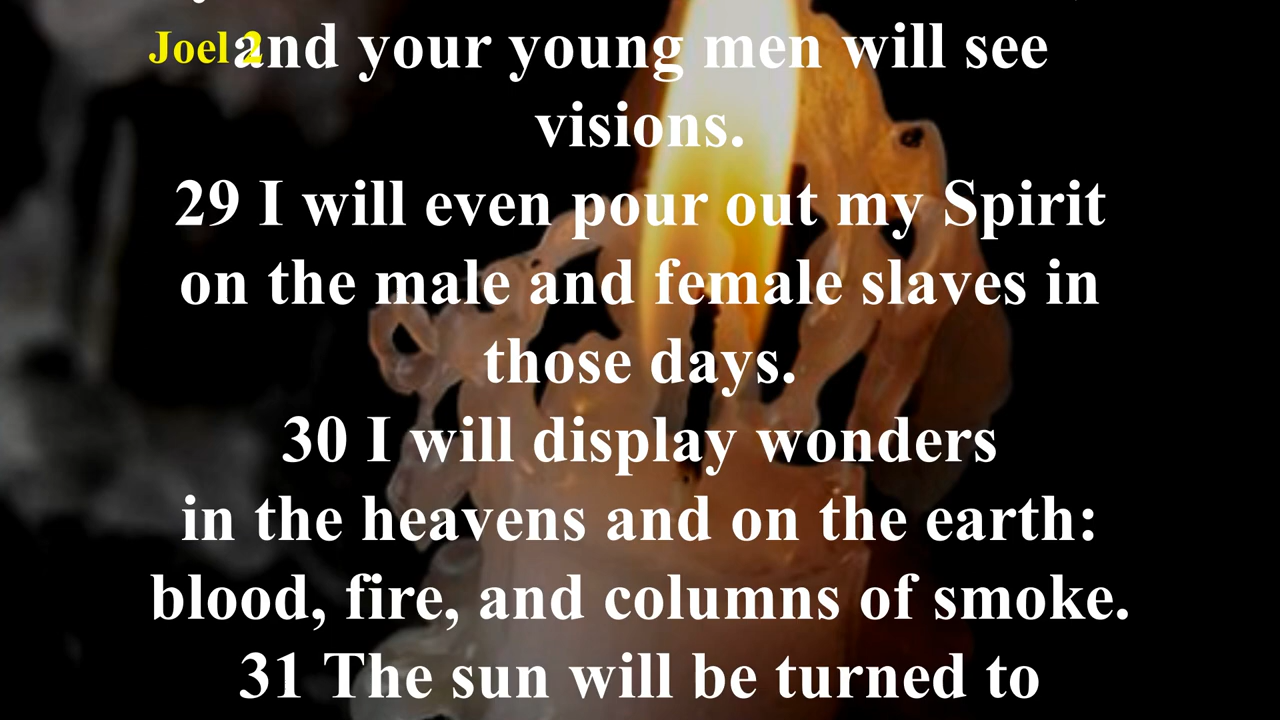 Joel 2
and your young men will see
visions.
29 I will even pour out my Spirit
on the male and female slaves in
those days.
30 I will display wonders
in the heavens and on the earth:
blood, fire, and columns of smoke.
31 The sun will be turned to